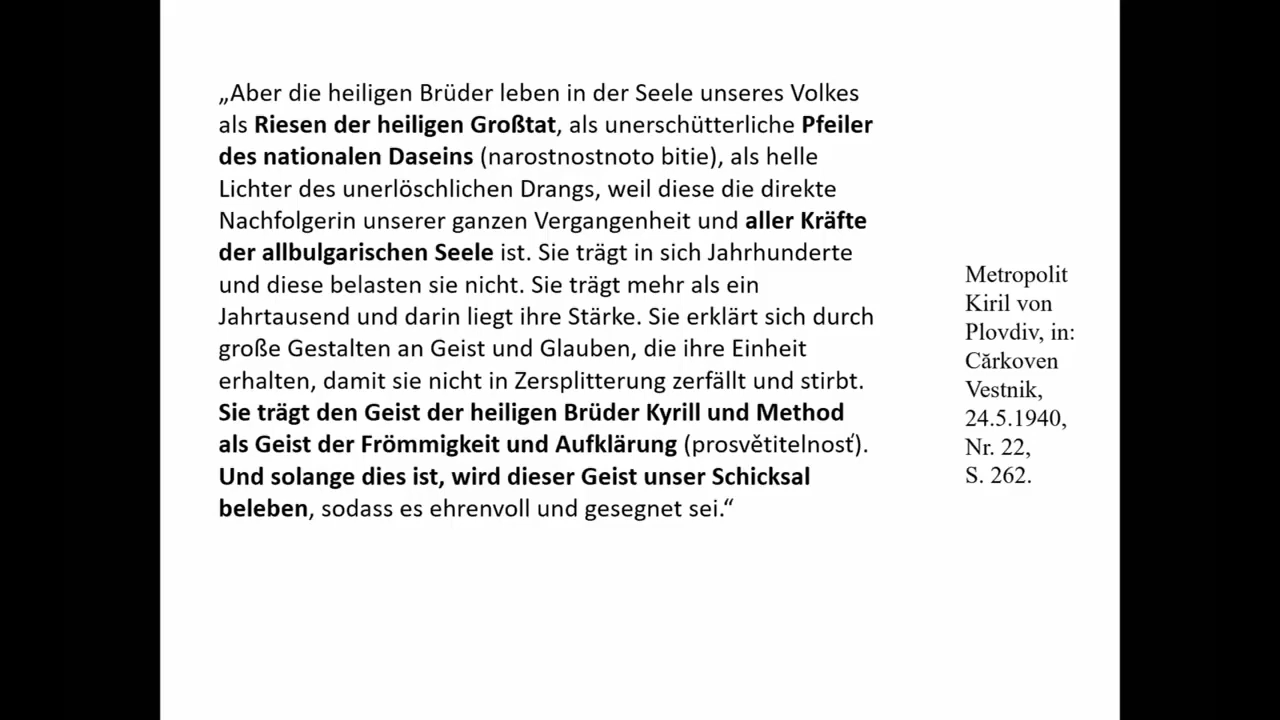 „Aber die heiligen Brüder leben in der Seele unseres Volkes
als Riesen der heiligen Großtat, als unerschütterliche Pfeiler
des nationalen Daseins (narostnostnoto bitie), als helle
Lichter des unerlöschlichen Drangs, weil diese die direkte
Nachfolgerin unserer ganzen Vergangenheit und aller Kräfte
der allbulgarischen Seele ist. Sie trägt in sich Jahrhunderte
und diese belasten sie nicht. Sie trägt mehr als ein
Jahrtausend und darin liegt ihre Stärke. Sie erklärt sich durch
große Gestalten an Geist und Glauben, die ihre Einheit
erhalten, damit sie nicht in Zersplitterung zerfällt und stirbt.
Sie trägt den Geist der heiligen Brüder Kyrill und Method
als Geist der Frömmigkeit und Aufklärung (prosvětitelnosť).
Und solange dies ist, wird dieser Geist unser Schicksal
beleben, sodass es ehrenvoll und gesegnet sei.“
Metropolit
Kiril von
Plovdiv, in:
Cărkoven
Vestnik,
24.5.1940,
Nr. 22,
S. 262.